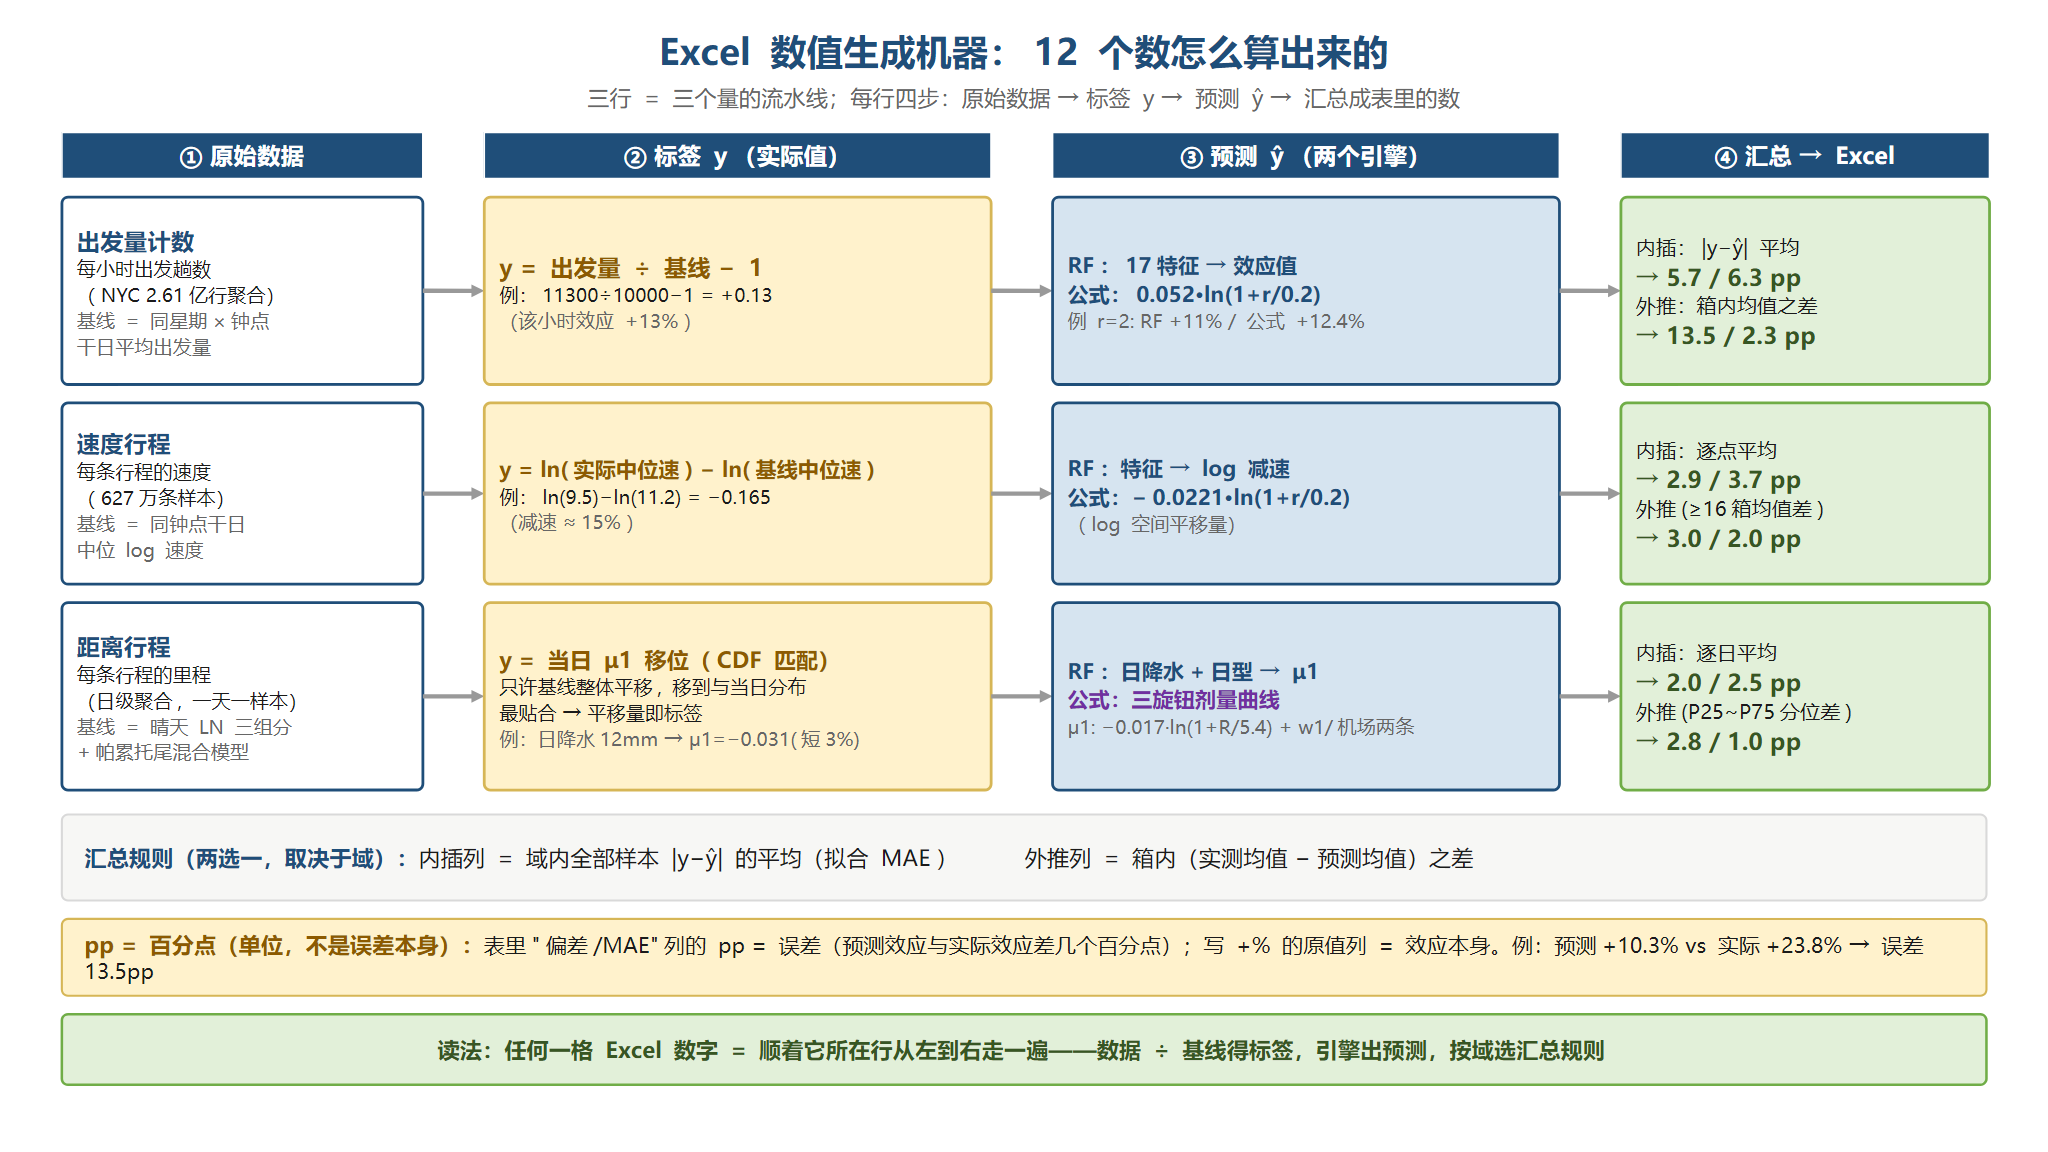 Excel 数值生成机器： 12 个数怎么算出来的
三行 = 三个量的流水线；每行四步：原始数据 → 标签 y → 预测 ŷ → 汇总成表里的数
① 原始数据
② 标签 y （实际值）
③ 预测 ŷ （两个引擎）
④ 汇总 → Excel
出发量计数
每小时出发趟数
（ NYC 2.61 亿行聚合）
基线 = 同星期 × 钟点
干日平均出发量
y = 出发量 ÷ 基线 − 1
例： 11300÷10000−1 = +0.13
（该小时效应 +13% ）
RF： 17 特征 → 效应值
公式： 0.052•ln(1+r/0.2)
例 r=2: RF +11% / 公式 +12.4%
内插： |y−ŷ| 平均
→ 5.7 / 6.3 pp
外推：箱内均值之差
→ 13.5 / 2.3 pp
速度行程
每条行程的速度
（ 627 万条样本）
基线 = 同钟点干日
中位 log 速度
y = ln( 实际中位速 ) − ln( 基线中位速 )
例： ln(9.5)−ln(11.2) = −0.165
（减速 ≈ 15% ）
RF： 特征 → log 减速
公式： − 0.0221•ln(1+r/0.2)
（ log 空间平移量）
内插：逐点平均
→ 2.9 / 3.7 pp
外推 (≥16 箱均值差 )
→ 3.0 / 2.0 pp
距离行程
每条行程的里程
（日级聚合，一天一样本）
基线 = 晴天 LN 三组分
+ 帕累托尾混合模型
y = 当日 μ1 移位（ CDF 匹配）
只许基线整体平移，移到与当日分布
最贴合 → 平移量即标签
例：日降水 12mm → μ1=−0.031( 短 3%)
RF： 日降水 + 日型 → μ1
公式：三旋钮剂量曲线
μ1: −0.017·ln(1+R/5.4) + w1/ 机场两条
内插：逐日平均
→ 2.0 / 2.5 pp
外推 (P25~P75 分位差 )
→ 2.8 / 1.0 pp
汇总规则（两选一，取决于域）：内插列 = 域内全部样本 |y−ŷ| 的平均（拟合 MAE ） 外推列 = 箱内（实测均值 − 预测均值）之差
pp = 百分点（单位，不是误差本身）：表里 " 偏差 /MAE" 列的 pp = 误差（预测效应与实际效应差几个百分点）；写 +% 的原值列 = 效应本身。例：预测 +10.3% vs 实际 +23.8% → 误差
13.5pp
读法：任何一格 Excel 数字 = 顺着它所在行从左到右走一遍——数据 ÷ 基线得标签，引擎出预测，按域选汇总规则